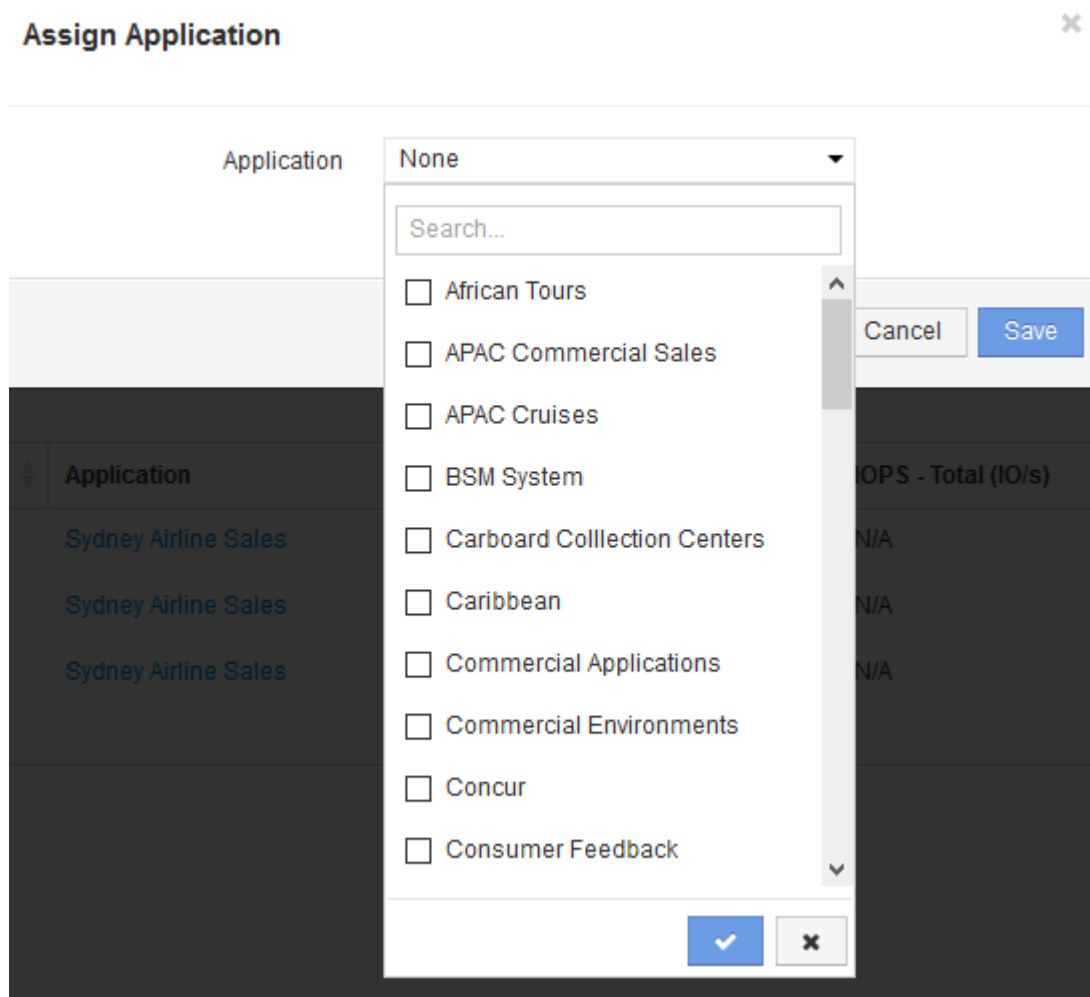 Assign Application
Application
None
Search...
African Tours
APAC Commercial Sales
APAC Cruises
BSM System
Carboard Colllection Centers
Caribbean
Commercial Applications
Commercial Environments
Concur
Consumer Feedback
Cancel
Save
Application
IOPS - Total (IO/s)
Sydney Airline Sales
N/A
Sydney Airline Sales
N/A
Sydney Airline Sales
N/A